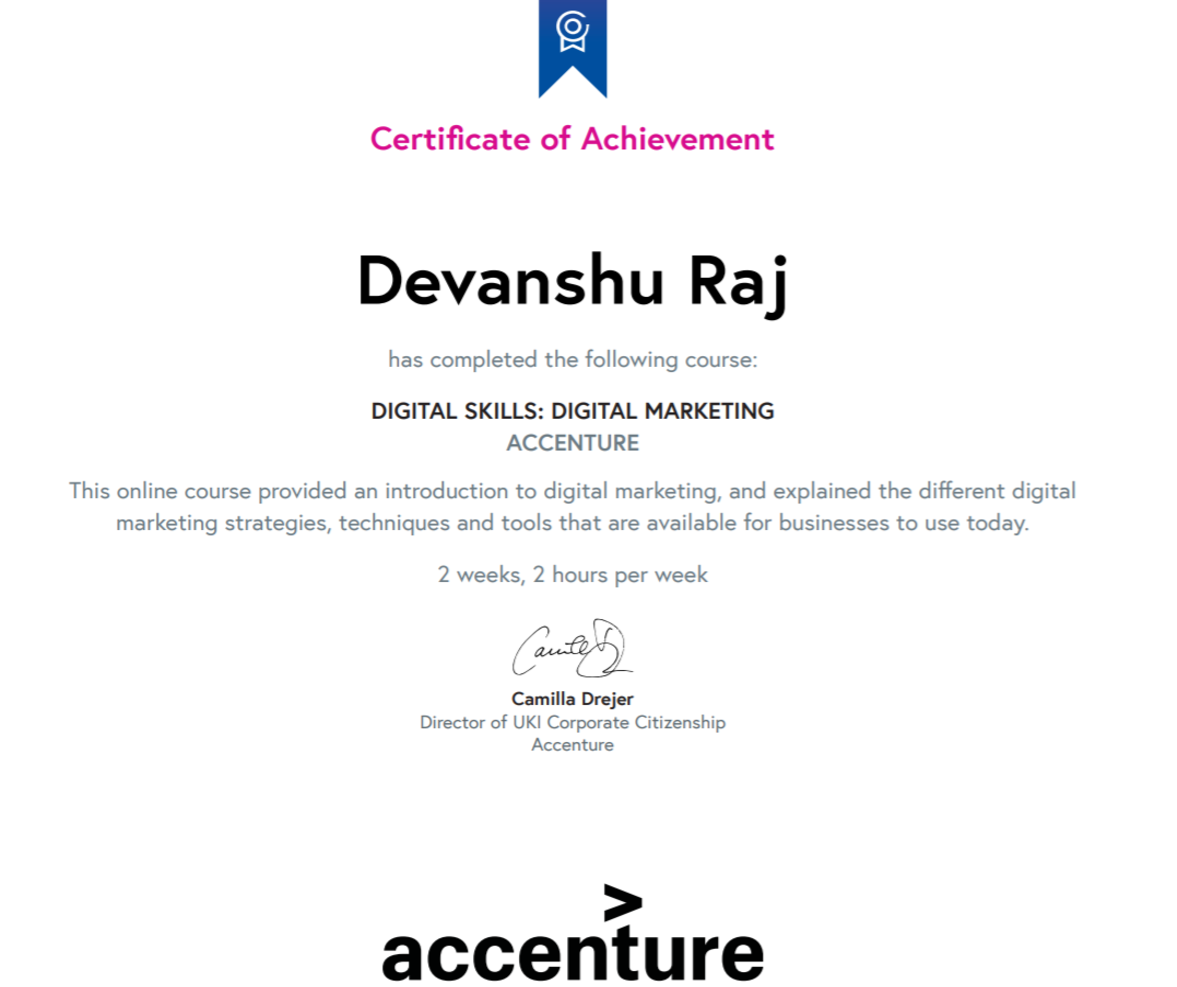 Certificate of Achievement
Devanshu Raj
has completed the following course:
DIGITAL SKILLS: DIGITAL MARKETING
ACCENTURE
This online course provided an introduction to digital marketing, and explained the different digital
marketing strategies, techniques and tools that are available for businesses to use today.
2 weeks, 2 hours per week
Camilla Drejer
Director of UKI Corporate Citizenship
Accenture
accenture